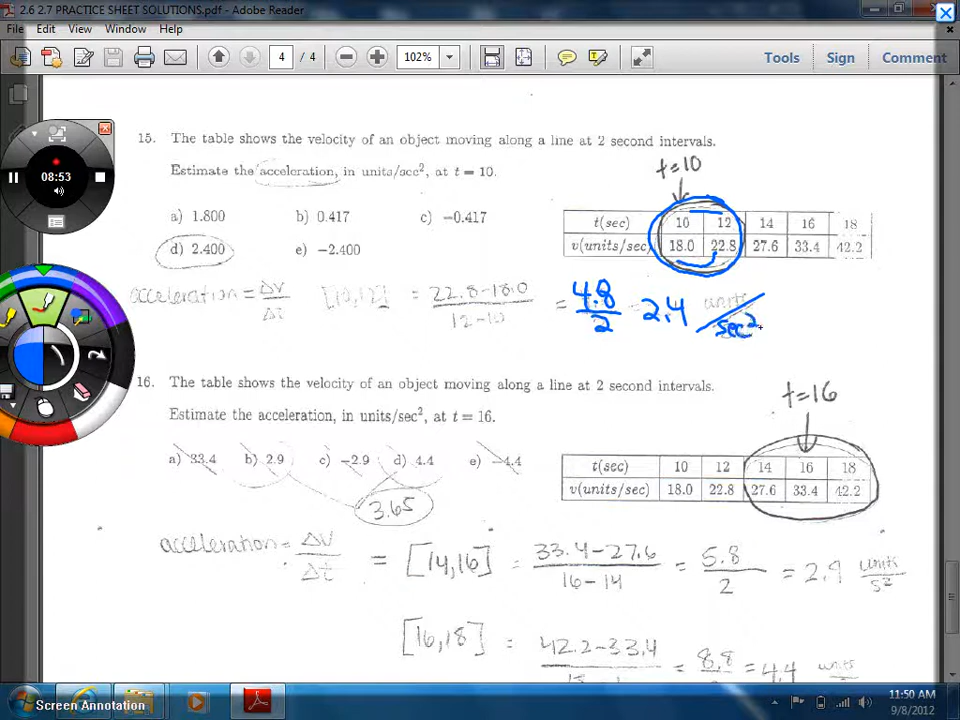 2.6 2.7 PRACTICE SHEET SOLUTIONS.pdf - Adobe Reader
File Edit View Window Help
4 / 4 102% Tools Sign Comment
08:53
15. The table shows the velocity of an object moving along a line at 2 second intervals.
Estimate the acceleration, in units/sec², at t = 10.
t=10
a) 1.800 b) 0.417 c) −0.417
d) 2.400 e) −2.400
t(sec) 10 12 14 16 18
v(units/sec) 18.0 22.8 27.6 33.4 42.2
acceleration = ΔV/Δt [10,12] = 22.8-18.0/12-10 = 4.8/2 = 2.4 units/sec²
16. The table shows the velocity of an object moving along a line at 2 second intervals.
Estimate the acceleration, in units/sec², at t = 16.
t=16
a) 33.4 b) 2.9 c) −2.9 d) 4.4 e) −4.4
3.65
t(sec) 10 12 14 16 18
v(units/sec) 18.0 22.8 27.6 33.4 42.2
acceleration = ΔV/Δt = [14,16] = 33.4-27.6/16-14 = 5.8/2 = 2.9 units/s²
[16,18] = 42.2-33.4 = 8.8 = 4.4 units
Screen Annotation
11:50 AM
9/8/2012